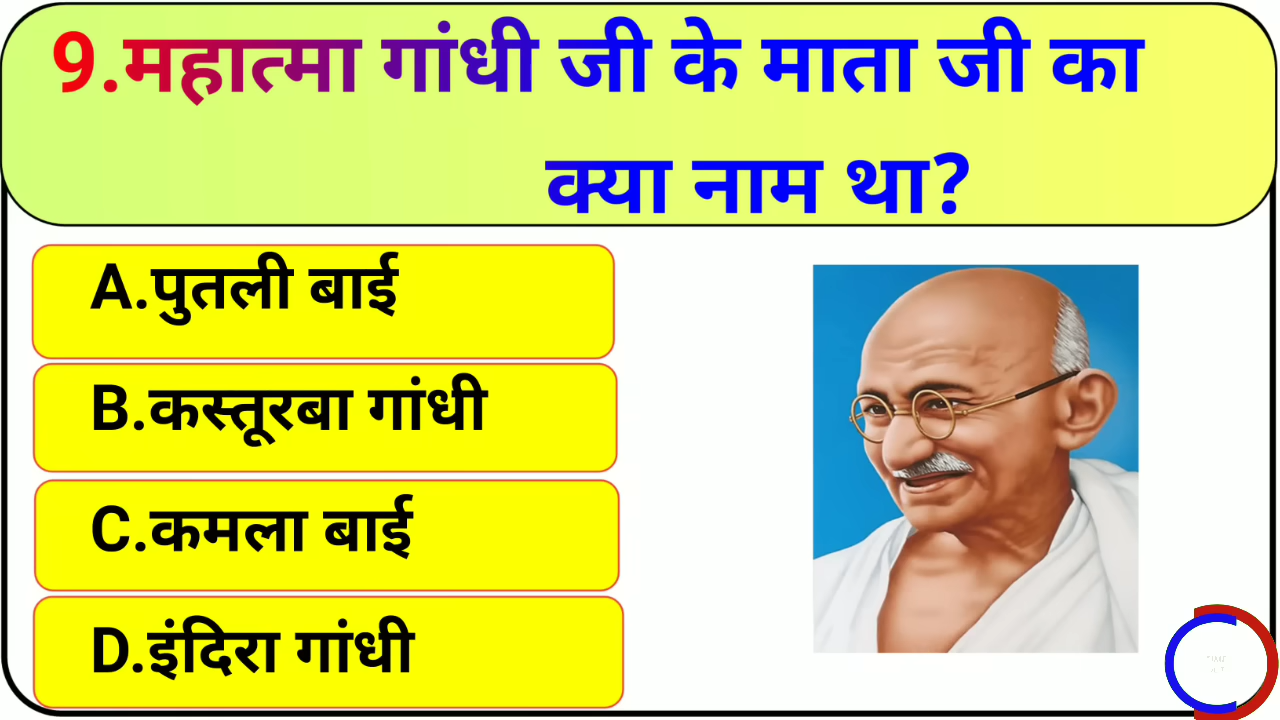 9.महात्मा गांधी जी के माता जी का
क्या नाम था?
A.पुतली बाई
B.कस्तूरबा गांधी
C.कमला बाई
D.इंदिरा गांधी